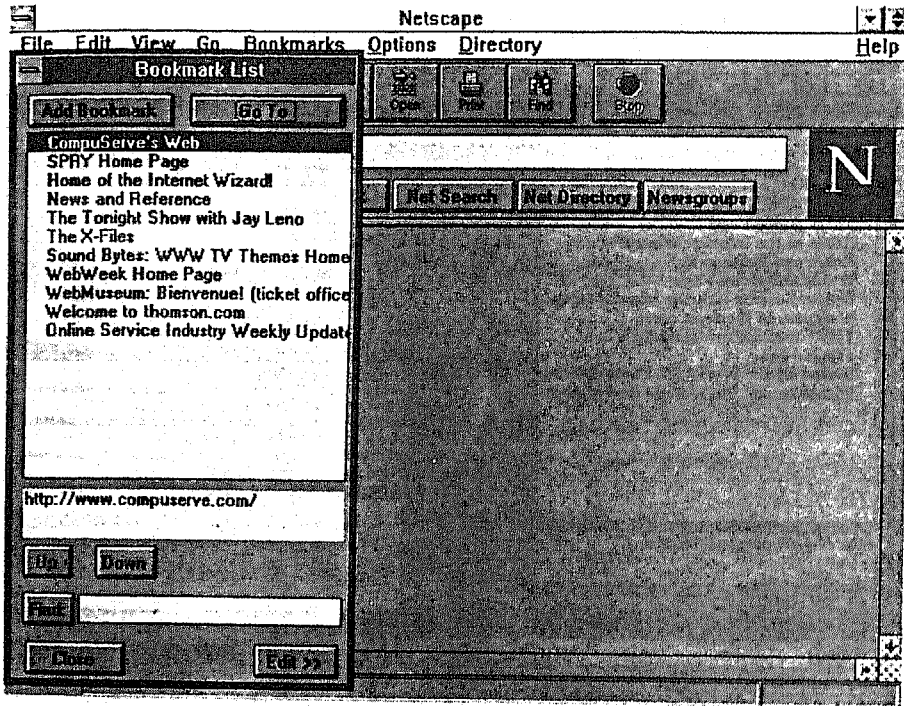 Netscape
File Edit View Go Bookmarks Options Directory Help
Bookmark List
Add Bookmark Go To
Open Print Find Stop
CompuServe's Web
SPRY Home Page
Home of the Internet Wizard!
News and Reference
The Tonight Show with Jay Leno
The X-Files
Sound Bytes: WWW TV Themes Home
WebWeek Home Page
WebMuseum: Bienvenue! (ticket office
Welcome to thomson.com
Online Service Industry Weekly Update
N
Net Search Net Directory Newsgroups
http://www.compuserve.com/
Up Down
Find
Close Edit >>